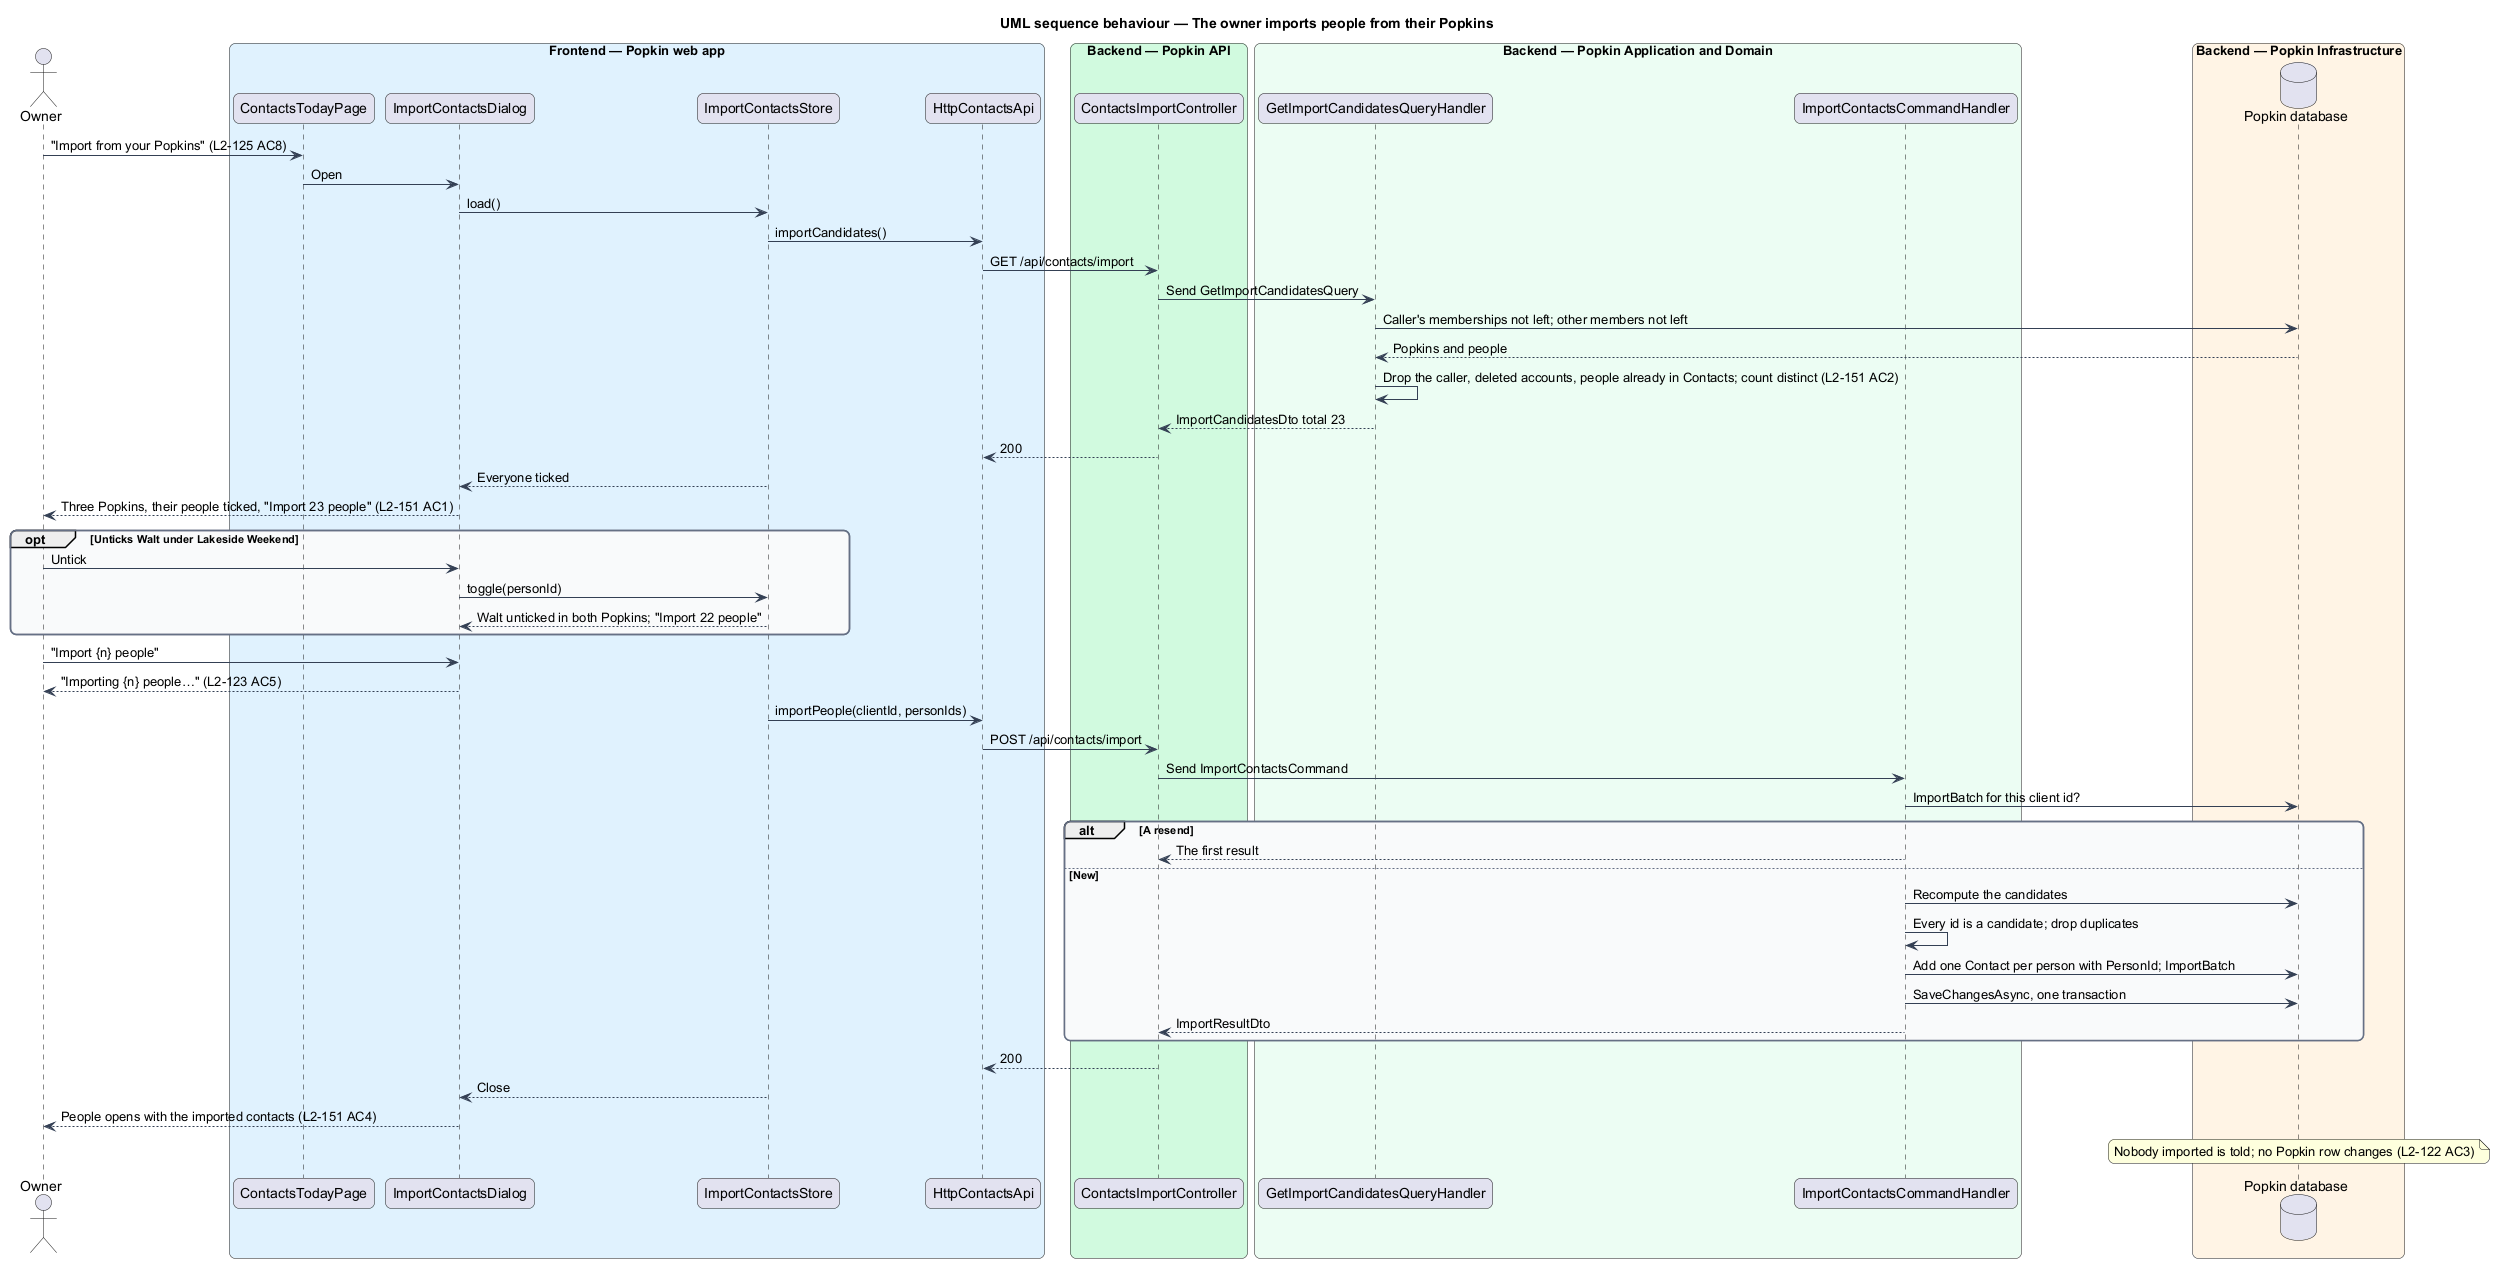 UML sequence behaviour — The owner imports people from their Popkins
Frontend — Popkin web app
Backend — Popkin API
Backend — Popkin Application and Domain
Backend — Popkin Infrastructure
Owner
ContactsTodayPage
ImportContactsDialog
ImportContactsStore
HttpContactsApi
ContactsImportController
GetImportCandidatesQueryHandler
ImportContactsCommandHandler
Popkin database
"Import from your Popkins" (L2-125 AC8)
Open
load()
importCandidates()
GET /api/contacts/import
Send GetImportCandidatesQuery
Caller's memberships not left; other members not left
Popkins and people
Drop the caller, deleted accounts, people already in Contacts; count distinct (L2-151 AC2)
ImportCandidatesDto total 23
200
Everyone ticked
Three Popkins, their people ticked, "Import 23 people" (L2-151 AC1)
opt [Unticks Walt under Lakeside Weekend]
Untick
toggle(personId)
Walt unticked in both Popkins; "Import 22 people"
"Import {n} people"
"Importing {n} people…" (L2-123 AC5)
importPeople(clientId, personIds)
POST /api/contacts/import
Send ImportContactsCommand
ImportBatch for this client id?
alt [A resend]
The first result
[New]
Recompute the candidates
Every id is a candidate; drop duplicates
Add one Contact per person with PersonId; ImportBatch
SaveChangesAsync, one transaction
ImportResultDto
200
Close
People opens with the imported contacts (L2-151 AC4)
Nobody imported is told; no Popkin row changes (L2-122 AC3)
Owner
ContactsTodayPage
ImportContactsDialog
ImportContactsStore
HttpContactsApi
ContactsImportController
GetImportCandidatesQueryHandler
ImportContactsCommandHandler
Popkin database